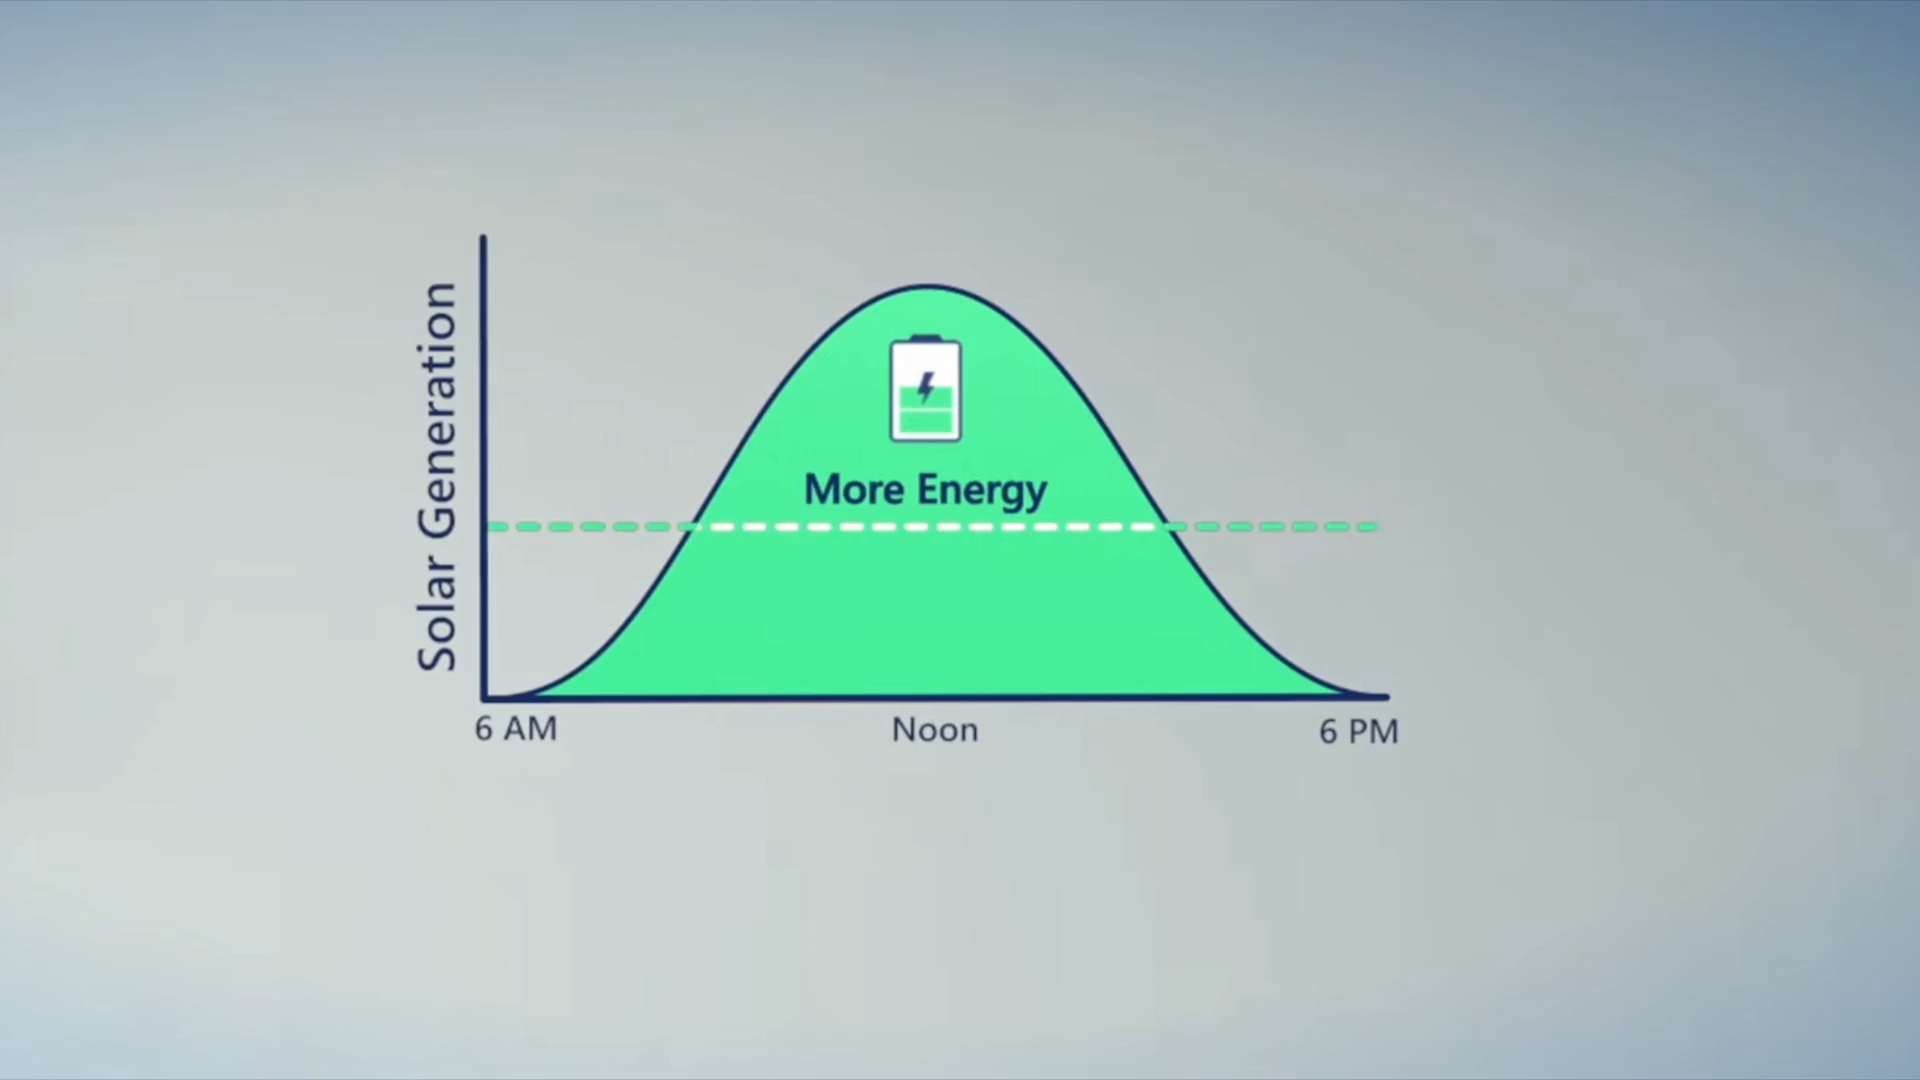 Solar Generation
More Energy
6 AM
Noon
6 PM